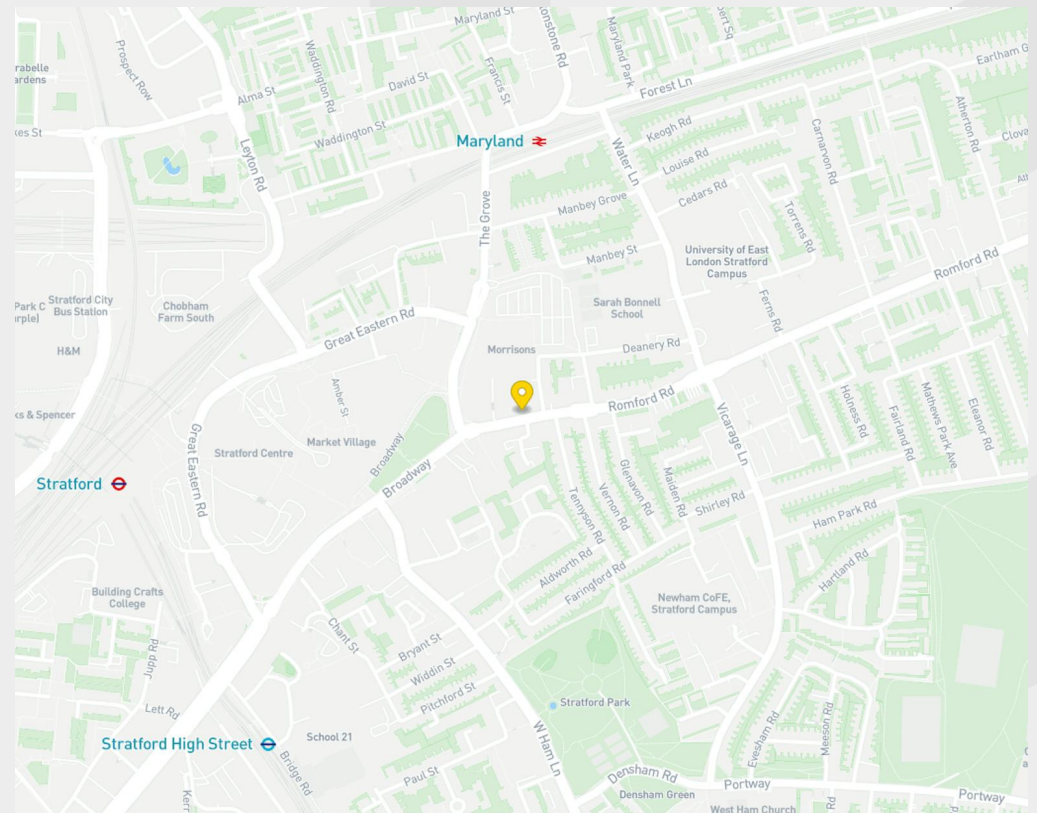 Maryland St
Prospect Row
Waddington Rd
David St
Francis St
Maryland Park
Forest Ln
Earlham
Alma St
Waddington St
Leyton Rd
Maryland
Water Ln
Keogh Rd
Louise Rd
Cedars Rd
Carnarvon Rd
Atherton Rd
The Grove
Manbey Grove
Manbey St
Torrens Rd
University of East
London Stratford
Campus
Romford Rd
Stratford City
Bus Station
Chobham
Farm South
Sarah Bonnell
School
Ferns Rd
Great Eastern Rd
H&M
Morrisons
Deanery Rd
Amber St
Romford Rd
Holness Rd
Fairland Rd
Mathews Park Ave
Eleanor Rd
Vicarage Ln
Market Village
Stratford Centre
Broadway
Broadway
Great Eastern Rd
Stratford
Tennyson Rd
Vernon Rd
Glenavon Rd
Maiden Rd
Shirley Rd
Ham Park Rd
Aldworth Rd
Faringford Rd
Hartland Rd
Building Crafts
College
Newham CoFE,
Stratford Campus
Jupp Rd
Chant St
Bryant St
Widdin St
Pitchford St
Stratford Park
Lett Rd
Stratford High Street
School 21
Bridge Rd
W Ham Ln
Evesham Rd
Meeson Rd
Paul St
Densham Rd
Densham Green
Portway
Portway
West Ham Church
Rd
Rd
Kerr